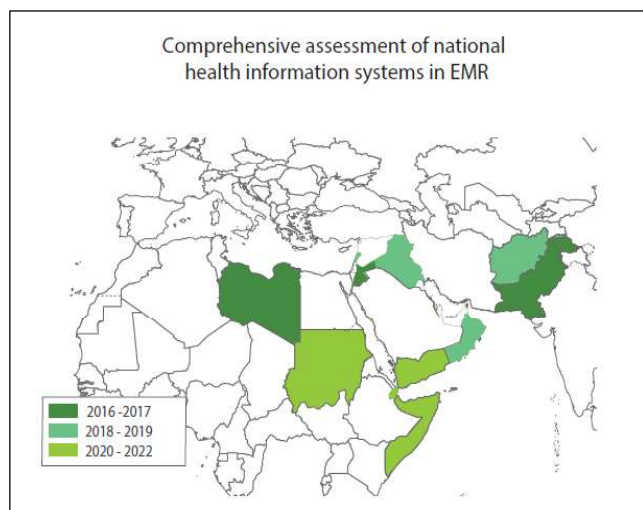 Comprehensive assessment of national
health information systems in EMR
2016 -2017
2018 - 2019
2020 - 2022